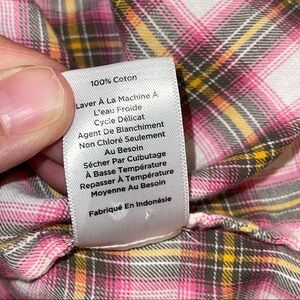 100% Coton
Laver À La Machine À
L'eau Froide
Cycle Délicat
Agent De Blanchiment
Non Chloré Seulement
Au Besoin
Sécher Par Culbutage
À Basse Température
Repasser À Température
Moyenne Au Besoin
Fabriqué En Indonésie